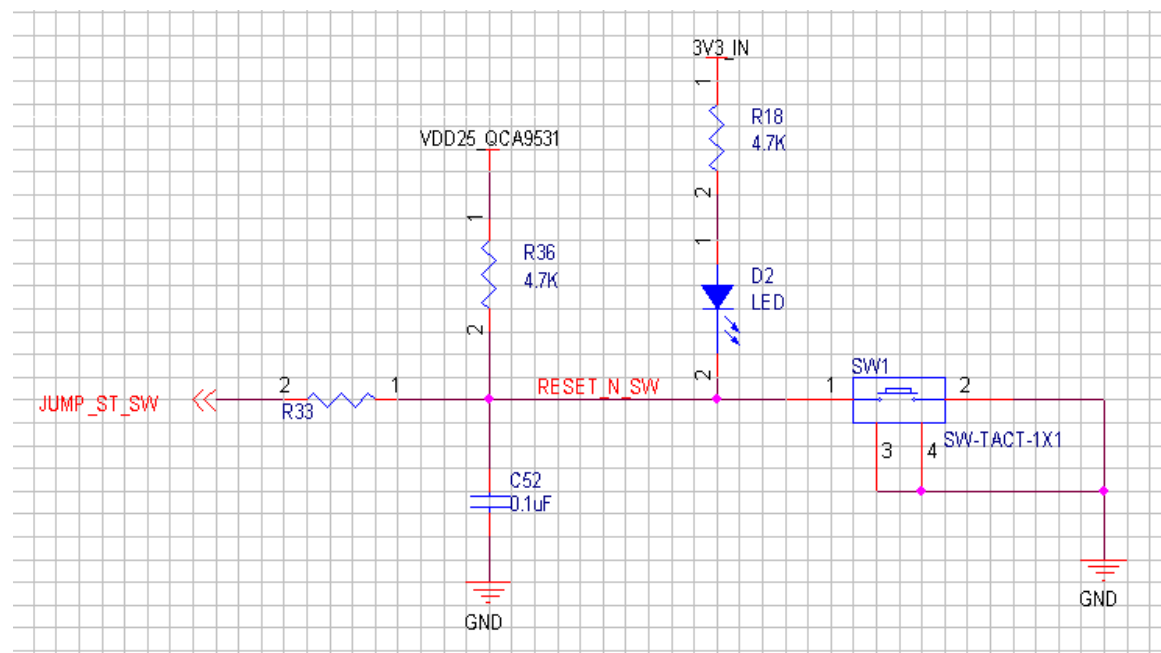 3V3_IN
1
R18
4.7K
2
VDD25_QCA9531
1
R36
4.7K
2
1
D2
LED
2
JUMP_ST_SW
2
R33
1
RESET_N_SW
1
SW1
2
SW-TACT-1X1
3
4
C52
0.1uF
GND
GND